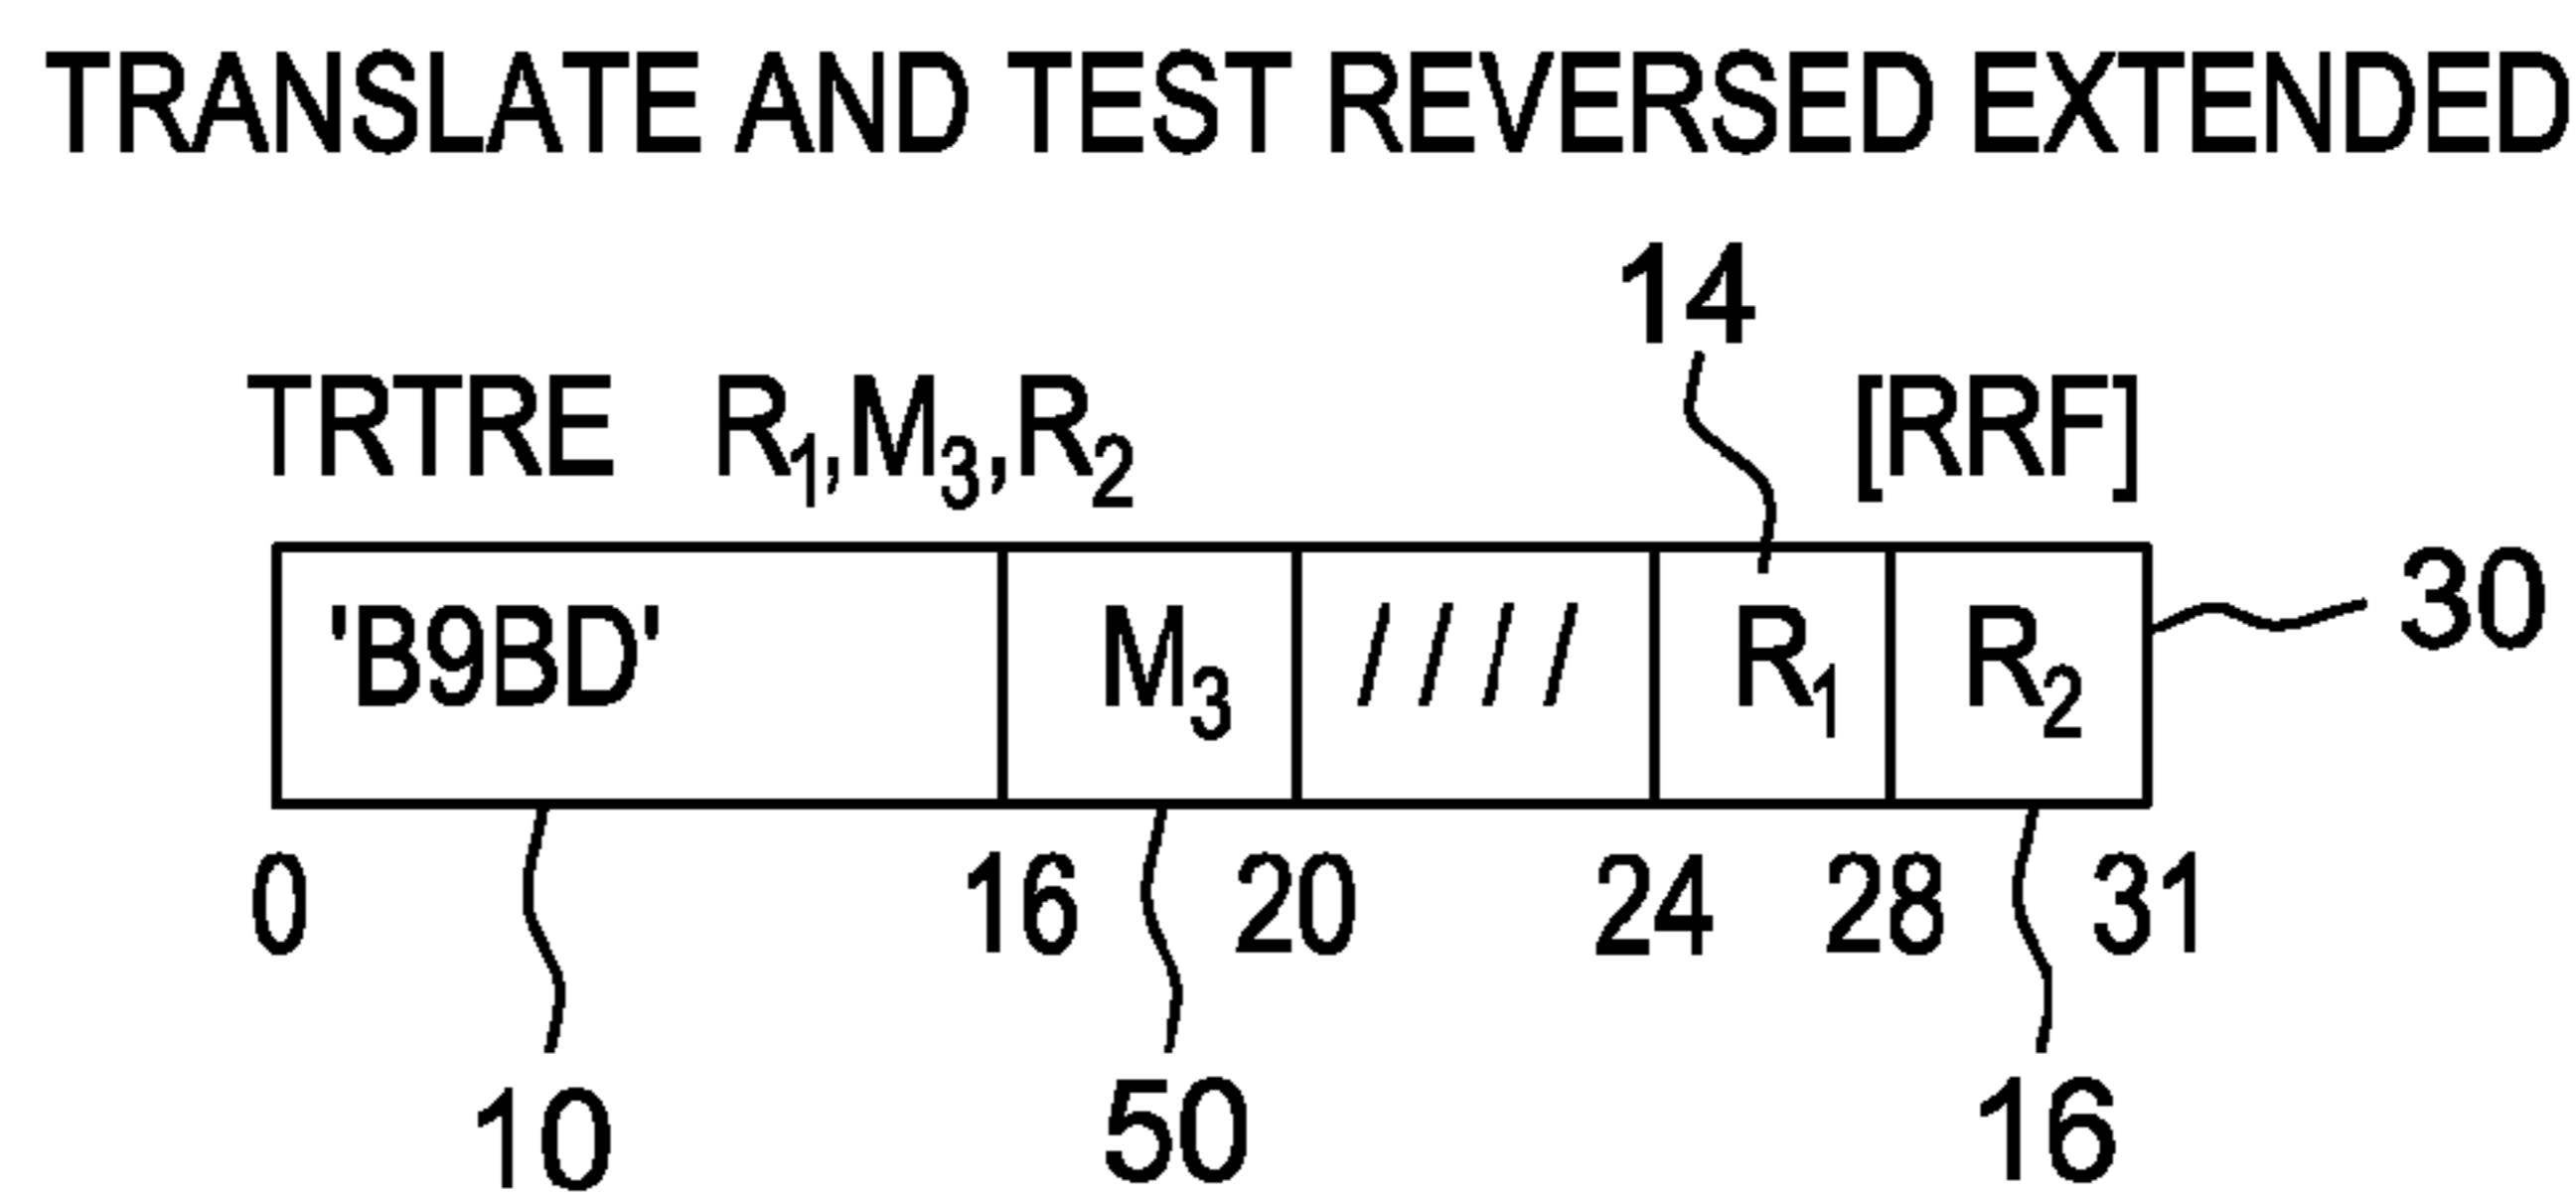 TRANSLATE AND TEST REVERSED EXTENDED
14
TRTRE R₁,M₃,R₂ [RRF]
'B9BD' M₃ //// R₁ R₂ 30
0 16 20 24 28 31
10 50 16